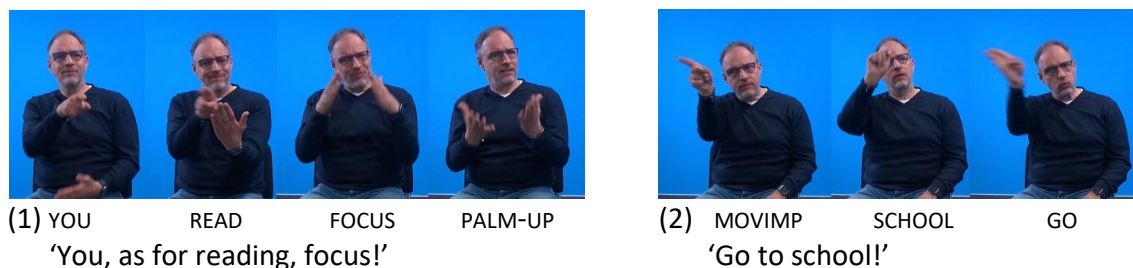 (1) YOU READ FOCUS PALM-UP
'You, as for reading, focus!'
(2) MOVIMP SCHOOL GO
'Go to school!'